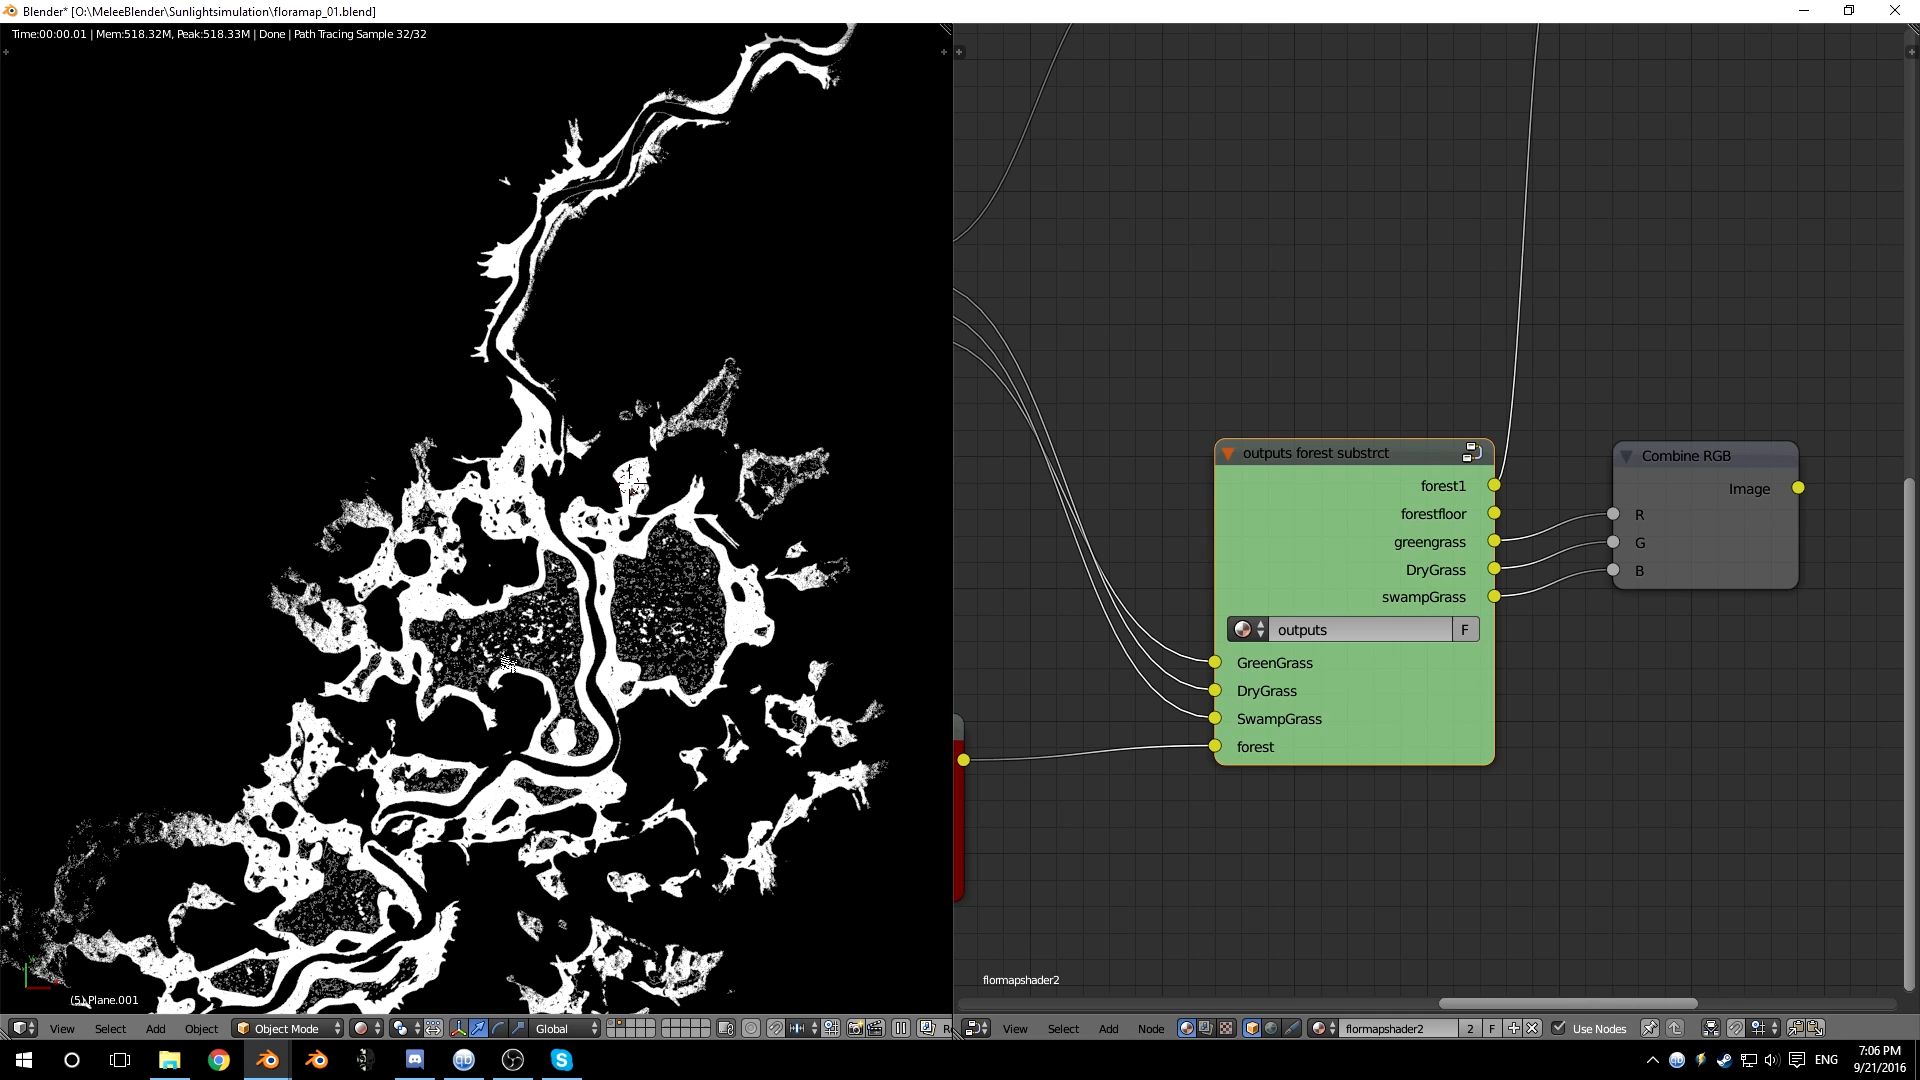 Blender* [O:\MeleeBlender\Sunlightsimulation\floramap_01.blend]
Time:00:00.01 | Mem:518.32M, Peak:518.33M | Done | Path Tracing Sample 32/32
(5) Plane.001
outputs forest substrct
forest1
forestfloor
greengrass
DryGrass
swampGrass
outputs F
GreenGrass
DryGrass
SwampGrass
forest
Combine RGB
Image
R
G
B
flormapshader2
View Select Add Object Object Mode Global
View Select Add Node flormapshader2 2 F Use Nodes
ENG
7:06 PM
9/21/2016